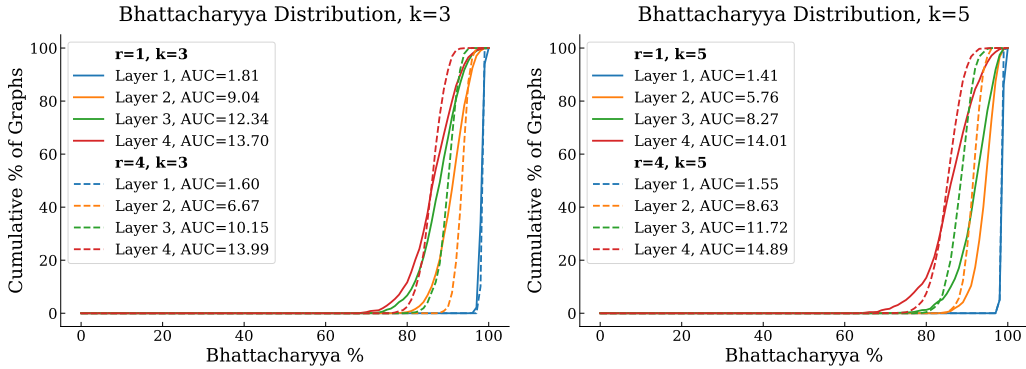 Bhattacharyya Distribution, k=3
Cumulative % of Graphs
100
80
60
40
20
0
r=1, k=3
Layer 1, AUC=1.81
Layer 2, AUC=9.04
Layer 3, AUC=12.34
Layer 4, AUC=13.70
r=4, k=3
Layer 1, AUC=1.60
Layer 2, AUC=6.67
Layer 3, AUC=10.15
Layer 4, AUC=13.99
0 20 40 60 80 100
Bhattacharyya %
Bhattacharyya Distribution, k=5
Cumulative % of Graphs
100
80
60
40
20
0
r=1, k=5
Layer 1, AUC=1.41
Layer 2, AUC=5.76
Layer 3, AUC=8.27
Layer 4, AUC=14.01
r=4, k=5
Layer 1, AUC=1.55
Layer 2, AUC=8.63
Layer 3, AUC=11.72
Layer 4, AUC=14.89
0 20 40 60 80 100
Bhattacharyya %